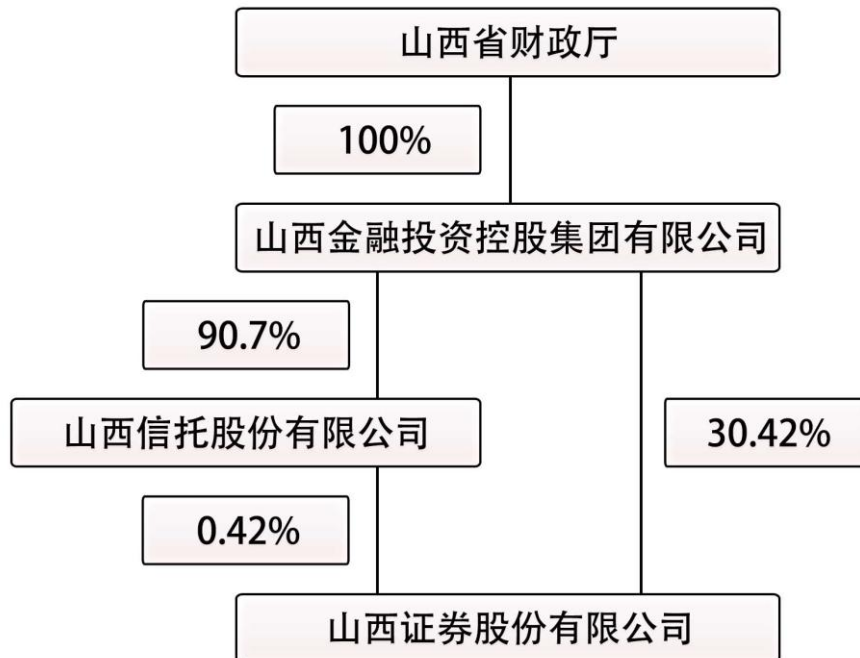 山西省财政厅
100%
山西金融投资控股集团有限公司
90.7%
山西信托股份有限公司
30.42%
0.42%
山西证券股份有限公司